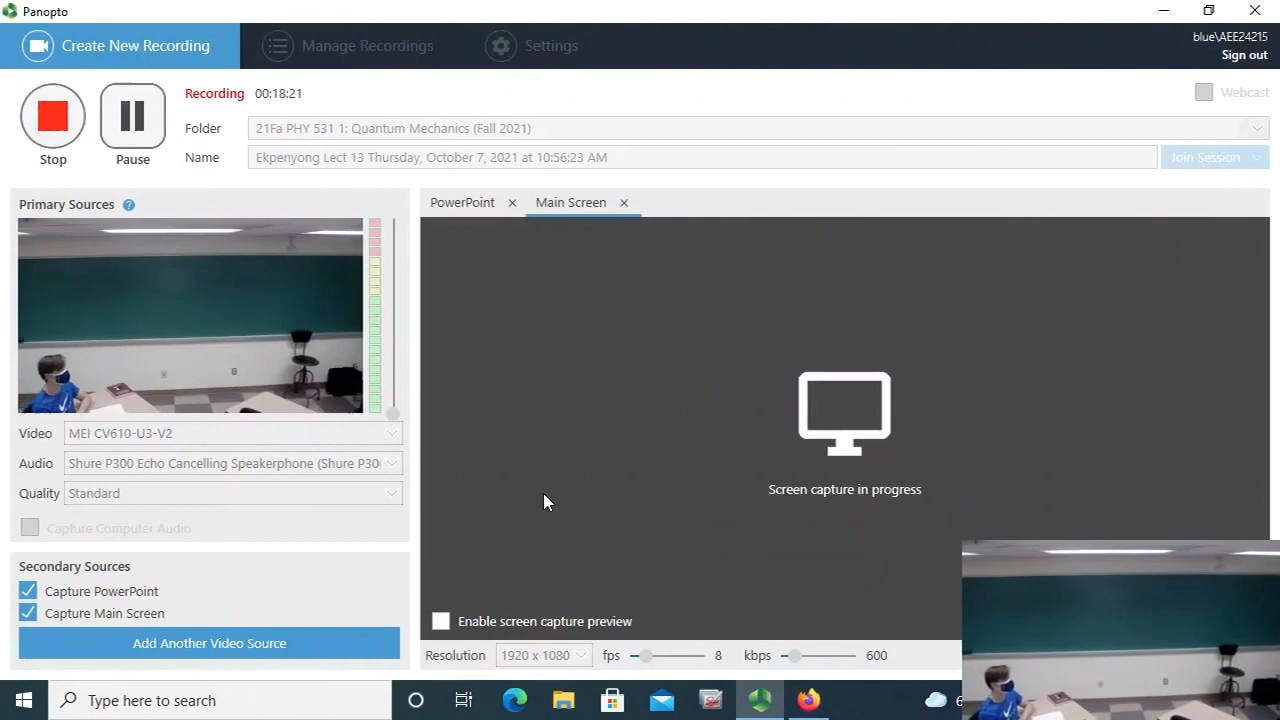 Panopto
Create New Recording
Manage Recordings
Settings
blue\AEE24215
Sign out
Recording 00:18:21
Webcast
Stop
Pause
Folder 21Fa PHY 531 1: Quantum Mechanics (Fall 2021)
Name Ekpenyong Lect 13 Thursday, October 7, 2021 at 10:56:23 AM
Join Session
Primary Sources ?
PowerPoint
Main Screen
Video MEI CV610-U3-V2
Audio Shure P300 Echo Cancelling Speakerphone (Shure P30
Quality Standard
Capture Computer Audio
Screen capture in progress
Secondary Sources
Capture PowerPoint
Capture Main Screen
Add Another Video Source
Enable screen capture preview
Resolution 1920 x 1080 fps 8 kbps 600
Type here to search